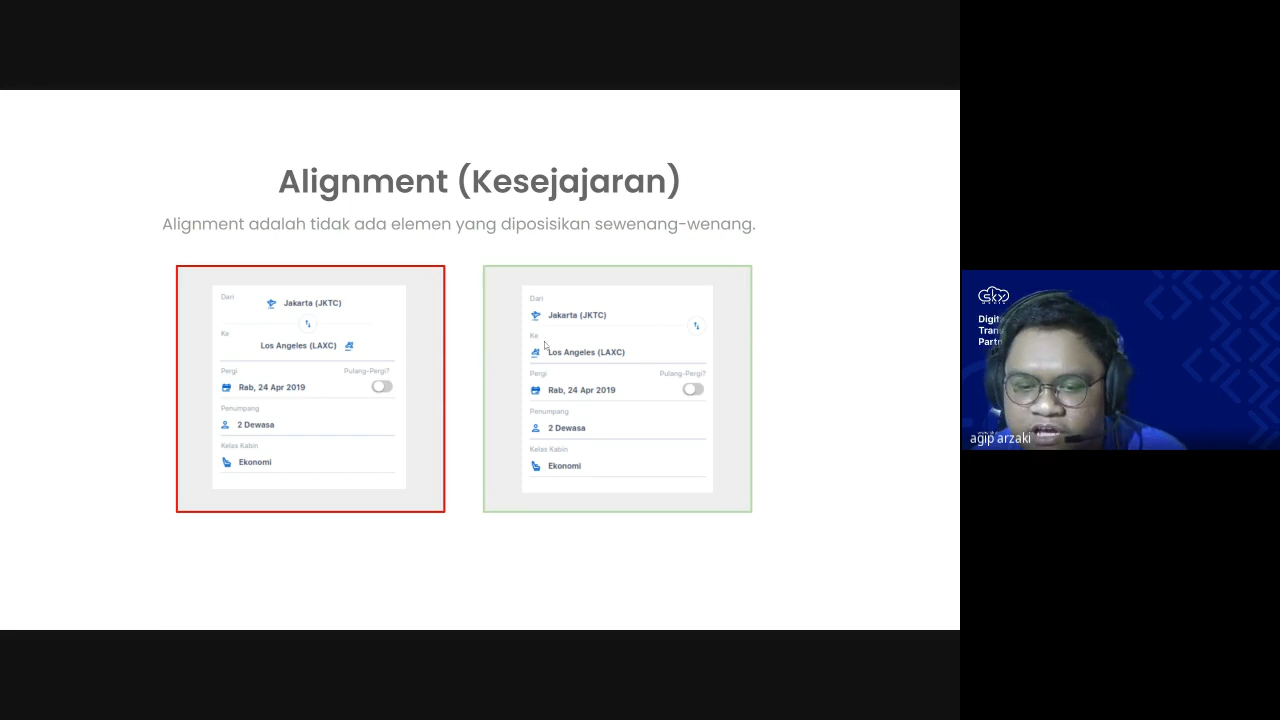 Alignment (Kesejajaran)
Alignment adalah tidak ada elemen yang diposisikan sewenang-wenang.
Dari
Jakarta (JKTC)
Ke
Los Angeles (LAXC)
Pergi
Pulang-Pergi?
Rab, 24 Apr 2019
Penumpang
2 Dewasa
Kelas Kabin
Ekonomi
Dari
Jakarta (JKTC)
Ke
Los Angeles (LAXC)
Pergi
Pulang-Pergi?
Rab, 24 Apr 2019
Penumpang
2 Dewasa
Kelas Kabin
Ekonomi
sky
agip arzaki